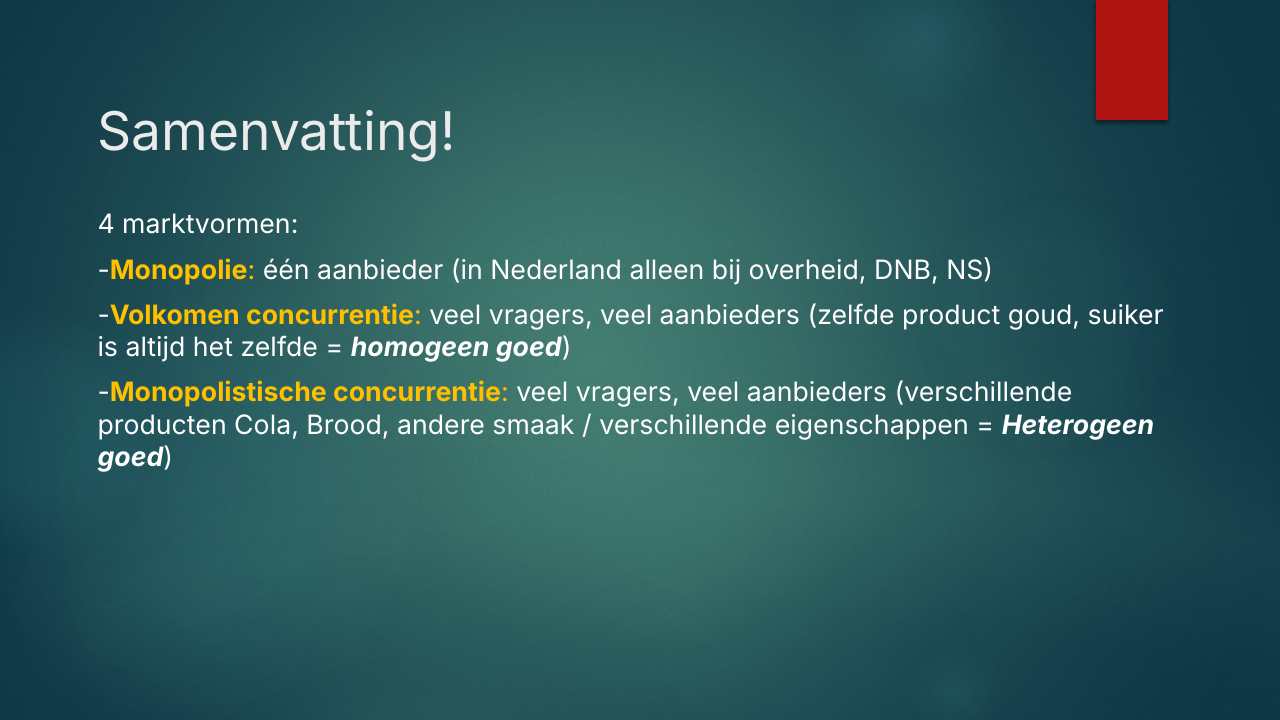 Samenvatting!
4 marktvormen:
-Monopolie: één aanbieder (in Nederland alleen bij overheid, DNB, NS)
-Volkomen concurrentie: veel vragers, veel aanbieders (zelfde product goud, suiker
is altijd het zelfde = homogeen goed)
-Monopolistische concurrentie: veel vragers, veel aanbieders (verschillende
producten Cola, Brood, andere smaak / verschillende eigenschappen = Heterogeen
goed)